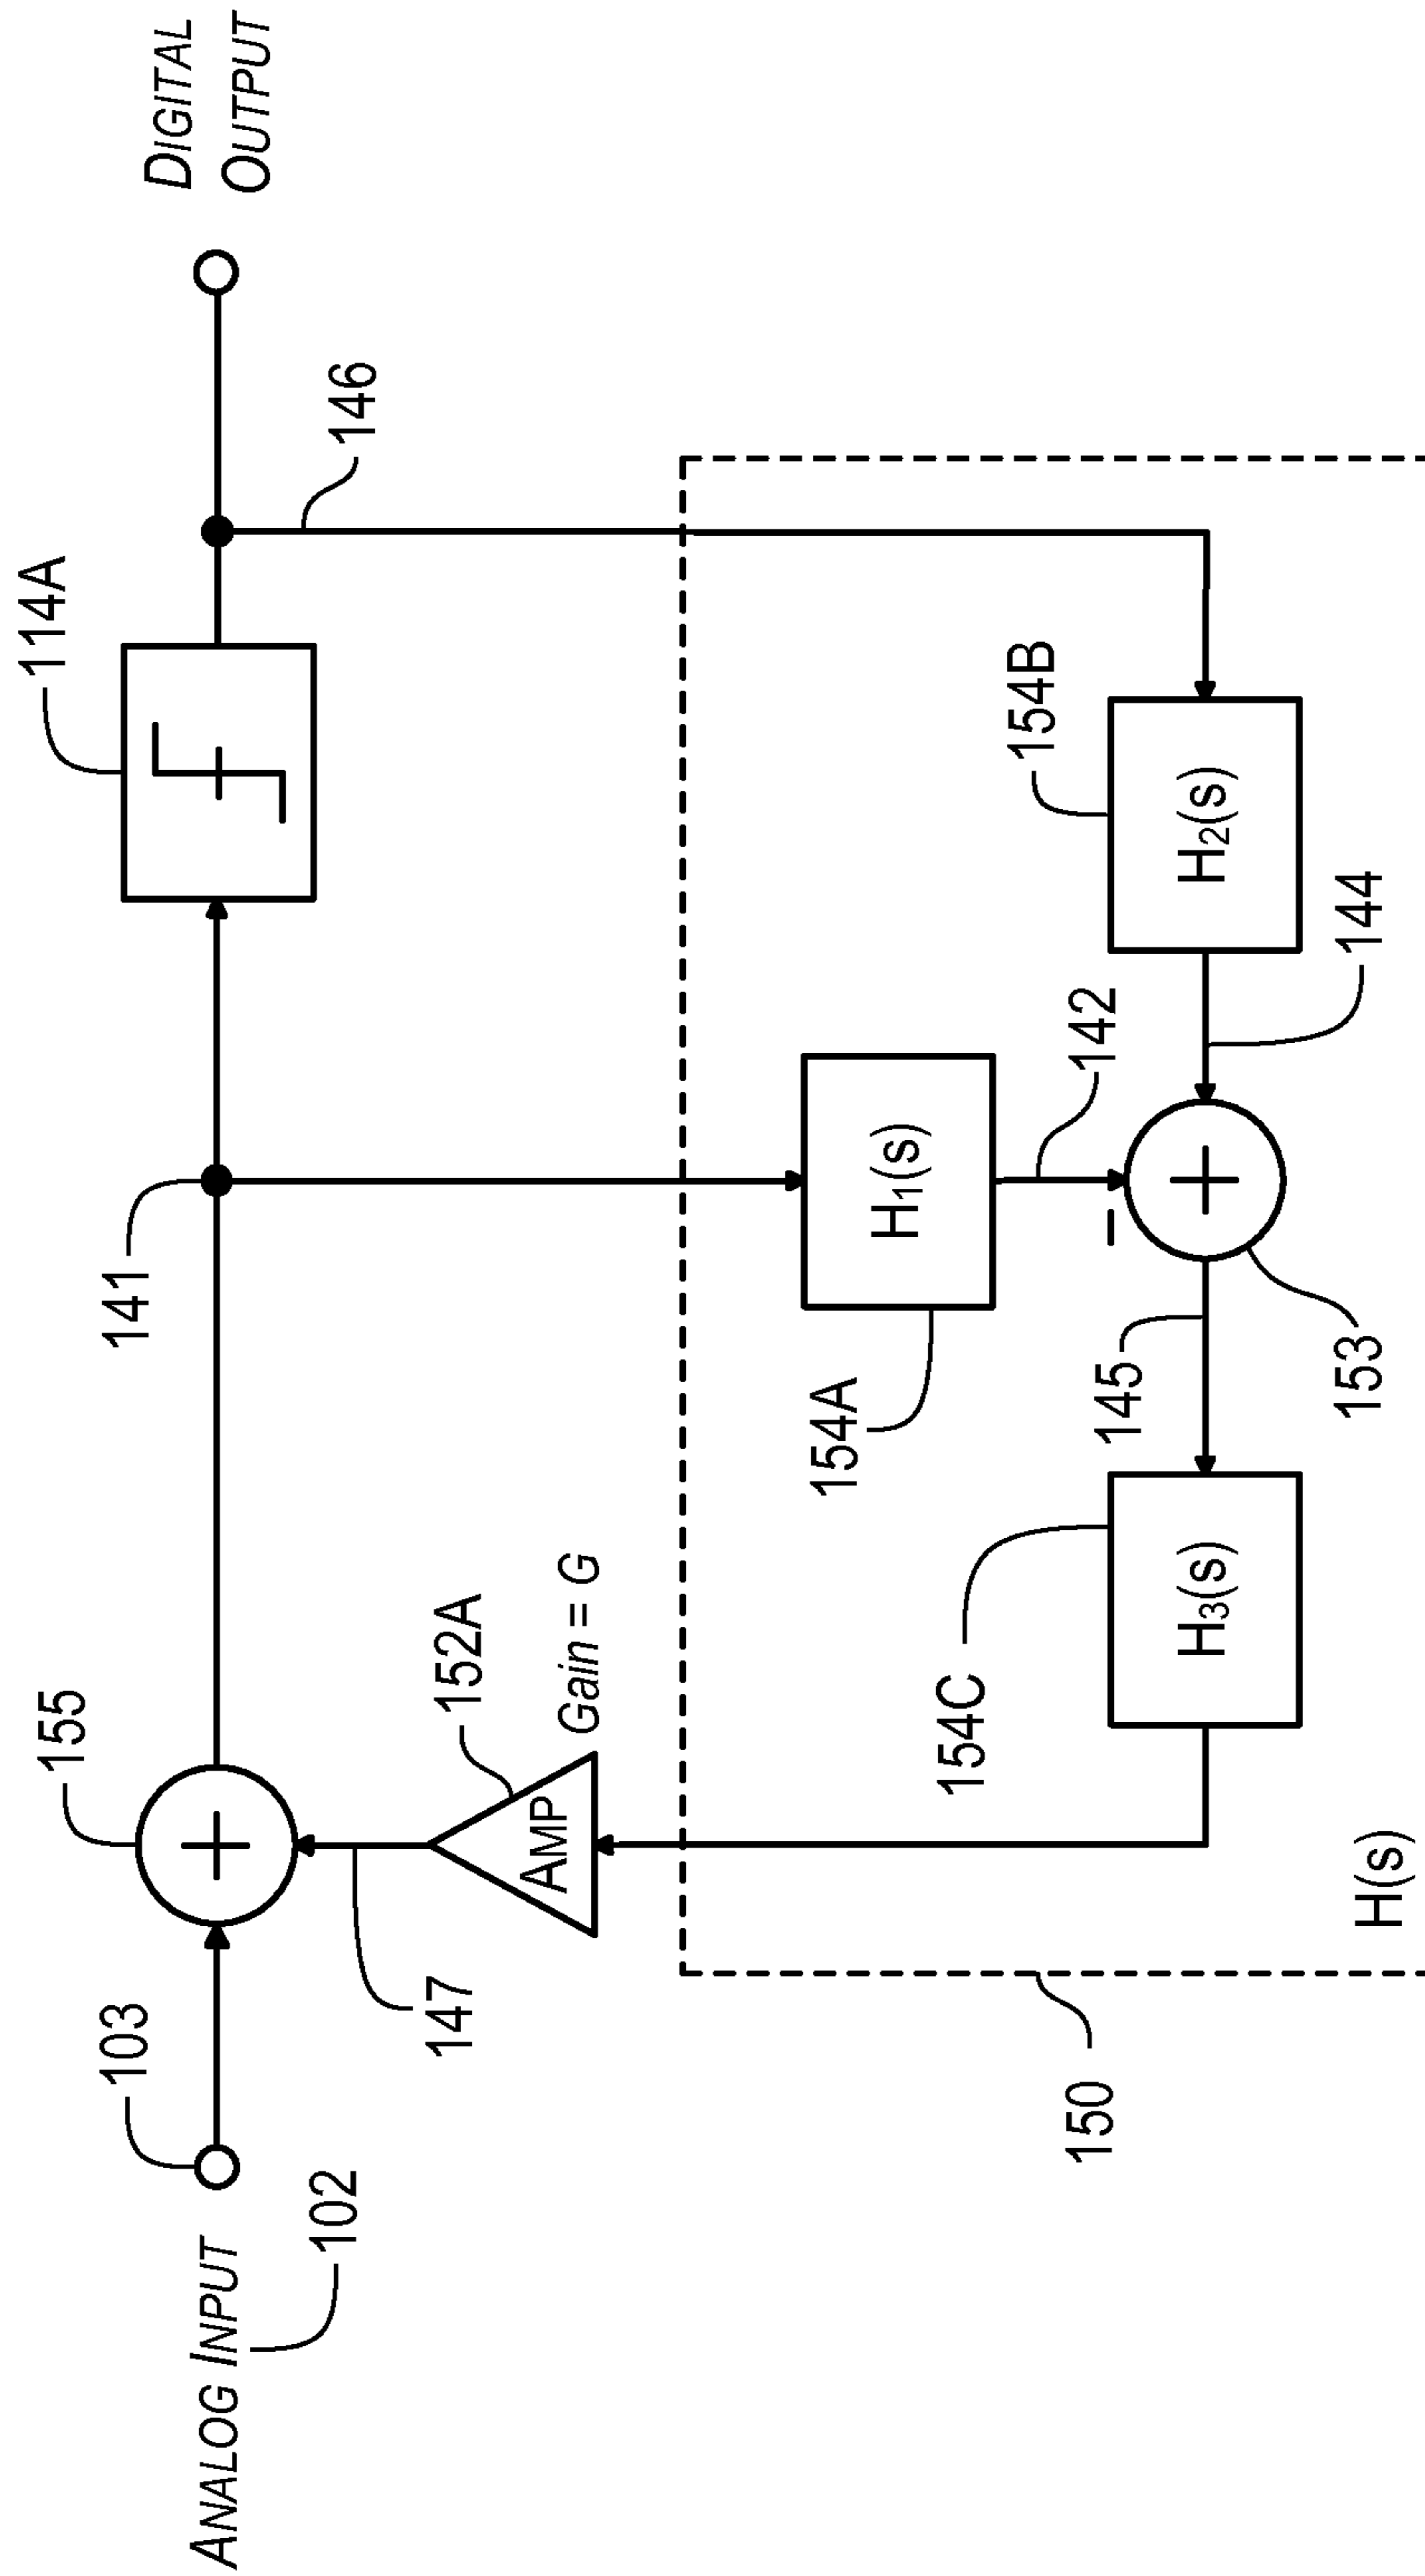 114A
DIGITAL
OUTPUT
155
141
103
ANALOG INPUT
102
147
AMP
152A
Gain = G
146
154A
H1(s)
142
154B
H2(s)
144
145
153
154C
H3(s)
150
H(s)